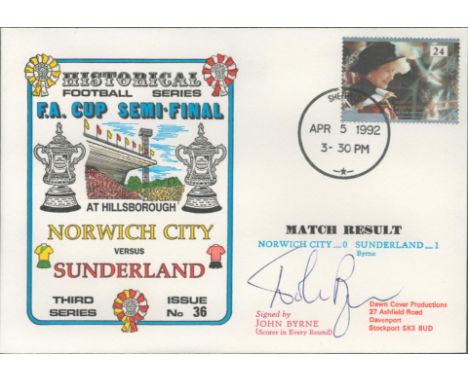 HISTORICAL
FOOTBALL SERIES
F.A. CUP SEMI-FINAL
AT HILLSBOROUGH
NORWICH CITY
VERSUS
SUNDERLAND
THIRD SERIES
ISSUE No 36
24
APR 5 1992
3-30 PM
MATCH RESULT
NORWICH CITY_0 SUNDERLAND_1
Byrne
Signed by
JOHN BYRNE
(Scorer in Every Round)
Dawn Cover Productions
27 Ashfield Road
Davenport
Stockport SK3 8UD